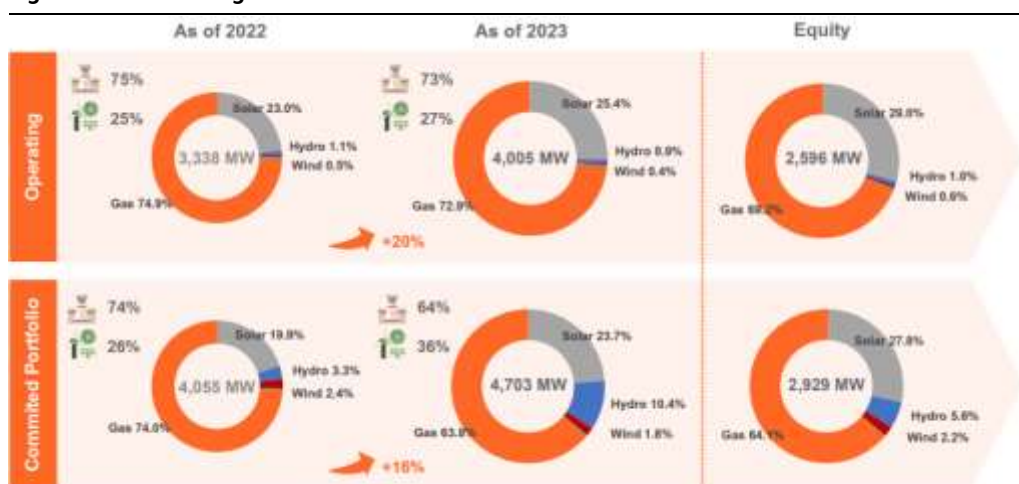 As of 2022
As of 2023
Equity
Operating
75%
25%
Solar 23.0%
Hydro 1.1%
Wind 0.9%
Gas 74.9%
3,338 MW
+20%
73%
27%
Solar 25.4%
Hydro 0.9%
Wind 0.4%
Gas 72.9%
4,005 MW
Solar 29.0%
Hydro 1.0%
Wind 0.6%
Gas
2,596 MW
Commited Portfolio
74%
26%
Solar 19.9%
Hydro 3.3%
Wind 2.4%
Gas 74.0%
4,055 MW
+16%
64%
36%
Solar 23.7%
Hydro 10.4%
Wind 1.8%
Gas 63.8%
4,703 MW
Solar 27.8%
Hydro 5.6%
Wind 2.2%
Gas 64.1%
2,929 MW